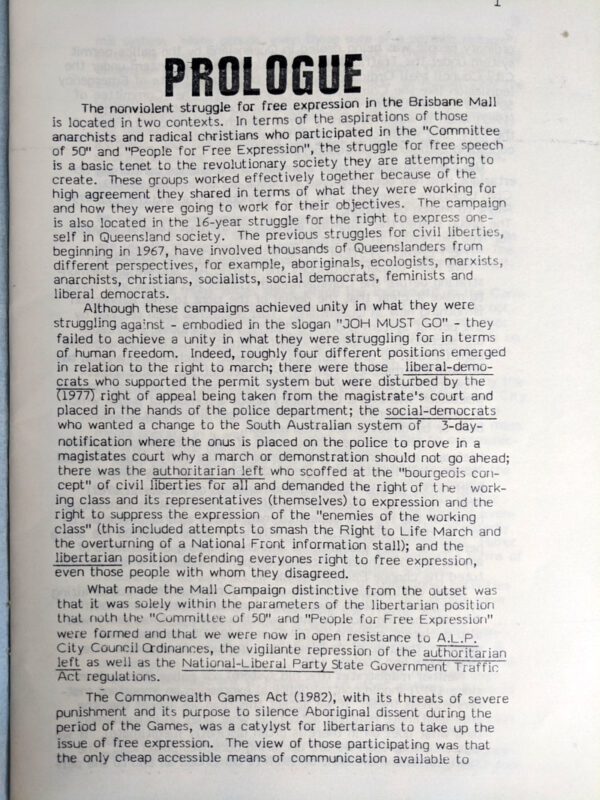 1
PROLOGUE
The nonviolent struggle for free expression in the Brisbane Mall
is located in two contexts. In terms of the aspirations of those
anarchists and radical christians who participated in the "Committee
of 50" and "People for Free Expression", the struggle for free speech
is a basic tenet to the revolutionary society they are attempting to
create. These groups worked effectively together because of the
high agreement they shared in terms of what they were working for
and how they were going to work for their objectives. The campaign
is also located in the 16-year struggle for the right to express one-
self in Queensland society. The previous struggles for civil liberties,
beginning in 1967, have involved thousands of Queenslanders from
different perspectives, for example, aboriginals, ecologists, marxists,
anarchists, christians, socialists, social democrats, feminists and
liberal democrats.
Although these campaigns achieved unity in what they were
struggling against - embodied in the slogan "JOH MUST GO" - they
failed to achieve a unity in what they were struggling for in terms
of human freedom. Indeed, roughly four different positions emerged
in relation to the right to march; there were those liberal-demo-
crats who supported the permit system but were disturbed by the
(1977) right of appeal being taken from the magistrate's court and
placed in the hands of the police department; the social-democrats
who wanted a change to the South Australian system of 3-day-
notification where the onus is placed on the police to prove in a
magistates court why a march or demonstration should not go ahead;
there was the authoritarian left who scoffed at the "bourgeois con-
cept" of civil liberties for all and demanded the right of the work-
ing class and its representatives (themselves) to expression and the
right to suppress the expression of the "enemies of the working
class" (this included attempts to smash the Right to Life March and
the overturning of a National Front information stall); and the
libertarian position defending everyones right to free expression,
even those people with whom they disagreed.
What made the Mall Campaign distinctive from the outset was
that it was solely within the parameters of the libertarian position
that both the "Committee of 50" and "People for Free Expression"
were formed and that we were now in open resistance to A.L.P.
City Council Ordinances, the vigilante repression of the authoritarian
left as well as the National-Liberal Party State Government Traffic
Act regulations.
The Commonwealth Games Act (1982), with its threats of severe
punishment and its purpose to silence Aboriginal dissent during the
period of the Games, was a catylyst for libertarians to take up the
issue of free expression. The view of those participating was that
the only cheap accessible means of communication available to